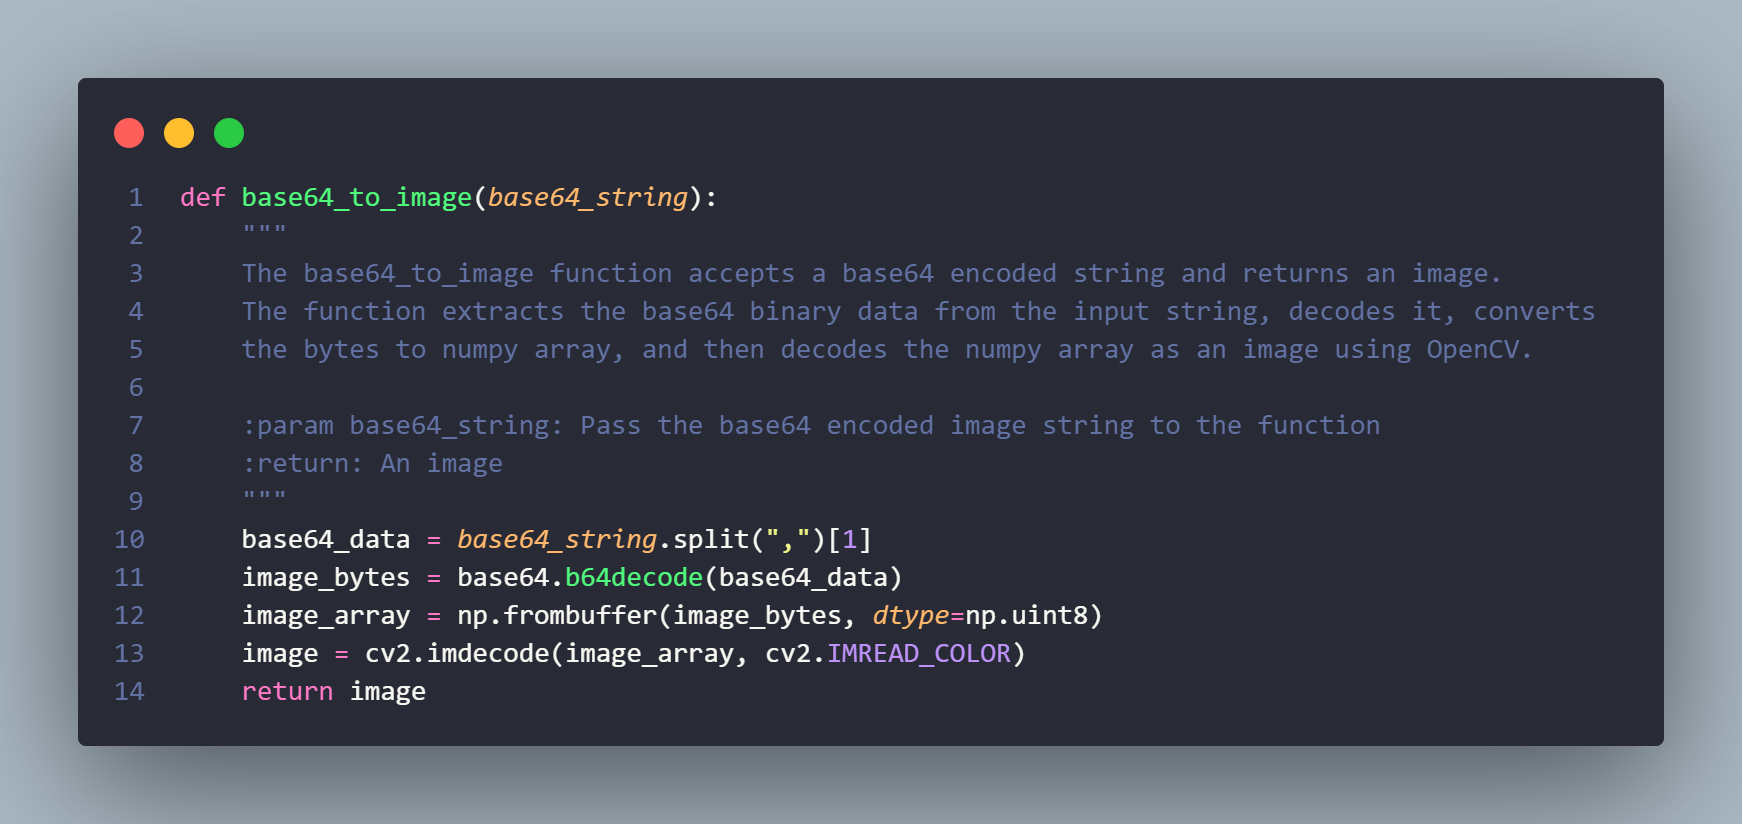 1 def base64_to_image(base64_string):
2     """
3     The base64_to_image function accepts a base64 encoded string and returns an image.
4     The function extracts the base64 binary data from the input string, decodes it, converts
5     the bytes to numpy array, and then decodes the numpy array as an image using OpenCV.
6
7     :param base64_string: Pass the base64 encoded image string to the function
8     :return: An image
9     """
10     base64_data = base64_string.split(",")[1]
11     image_bytes = base64.b64decode(base64_data)
12     image_array = np.frombuffer(image_bytes, dtype=np.uint8)
13     image = cv2.imdecode(image_array, cv2.IMREAD_COLOR)
14     return image